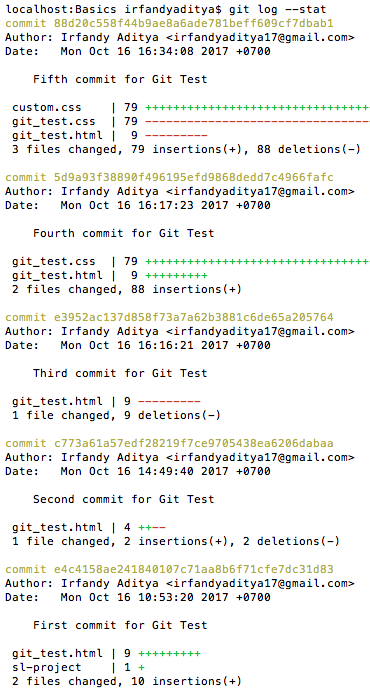 localhost:Basics irfandyaditya$ git log --stat
commit 88d20c558f44b9ae8a6ade781beff609cf7dbab1
Author: Irfandy Aditya <irfandyaditya17@gmail.com>
Date:   Mon Oct 16 16:34:08 2017 +0700
Fifth commit for Git Test
custom.css    | 79 ++++++++++++++++++++++++++++++++
git_test.css  | 79 --------------------------------
git_test.html |  9 ---------
3 files changed, 79 insertions(+), 88 deletions(-)
commit 5d9a93f38890f496195efd9868dedd7c4966fafc
Author: Irfandy Aditya <irfandyaditya17@gmail.com>
Date:   Mon Oct 16 16:17:23 2017 +0700
Fourth commit for Git Test
git_test.css  | 79 ++++++++++++++++++++++++++++++++
git_test.html |  9 +++++++++
2 files changed, 88 insertions(+)
commit e3952ac137d858f73a7a62b3881c6de65a205764
Author: Irfandy Aditya <irfandyaditya17@gmail.com>
Date:   Mon Oct 16 16:16:21 2017 +0700
Third commit for Git Test
git_test.html | 9 ---------
1 file changed, 9 deletions(-)
commit c773a61a57edf28219f7ce9705438ea6206dabaa
Author: Irfandy Aditya <irfandyaditya17@gmail.com>
Date:   Mon Oct 16 14:49:40 2017 +0700
Second commit for Git Test
git_test.html | 4 ++--
1 file changed, 2 insertions(+), 2 deletions(-)
commit e4c4158ae241840107c71aa8b6f71cfe7dc31d83
Author: Irfandy Aditya <irfandyaditya17@gmail.com>
Date:   Mon Oct 16 10:53:20 2017 +0700
First commit for Git Test
git_test.html | 9 +++++++++
sl-project    | 1 +
2 files changed, 10 insertions(+)